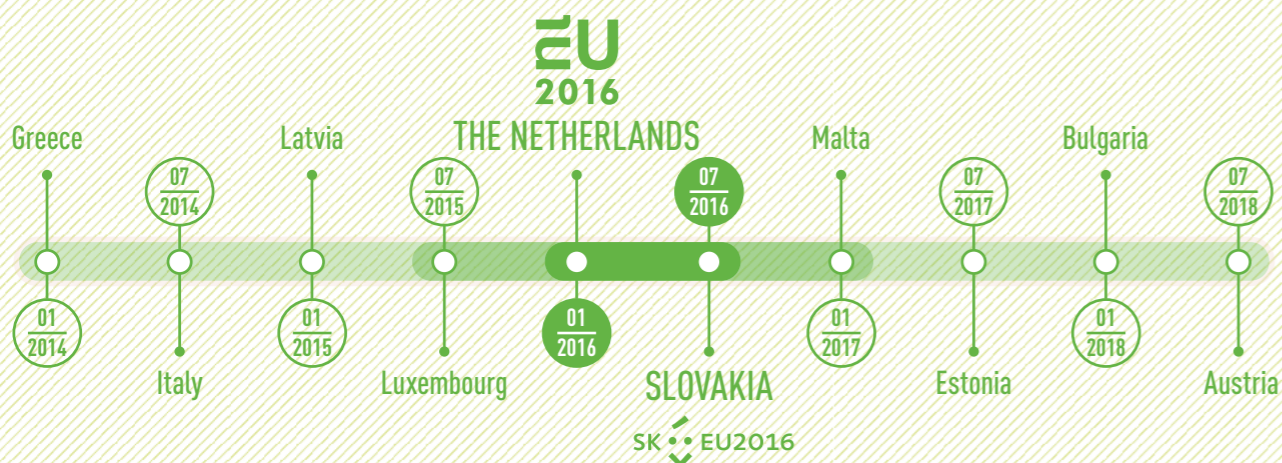 nlEU
2016
Greece
Latvia
THE NETHERLANDS
Malta
Bulgaria
07
2014
07
2015
07
2016
07
2017
07
2018
01
2014
01
2015
01
2016
01
2017
01
2018
Italy
Luxembourg
SLOVAKIA
Estonia
Austria
SK EU2016